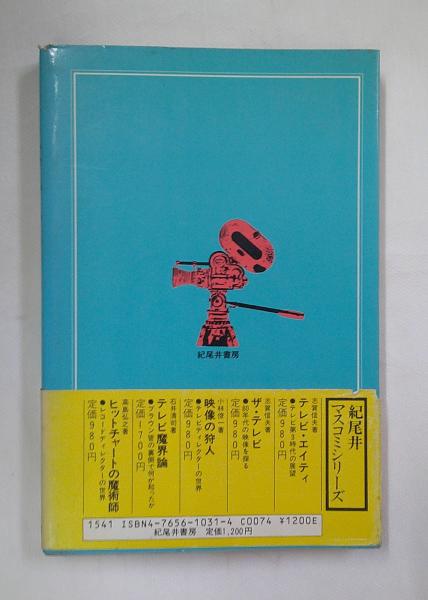 紀尾井書房
紀尾井
マスコミシリーズ
志賀信夫著
テレビ・エイティ
●テレビ第3時代の展望
定価980円
志賀信夫著
ザ・テレビ
●80年代の映像を探る
定価980円
小林俊一著
映像の狩人
●テレビディレクターの世界
定価980円
石井清司著
テレビ魔界論
●ブラウン管の裏側で何が起ったか
定価1700円
高島弘之著
ヒットチャートの魔術師
●レコードディレクターの世界
定価980円
1541 ISBN4-7656-1031-4 C0074 ¥1200E
紀尾井書房 定価1,200円